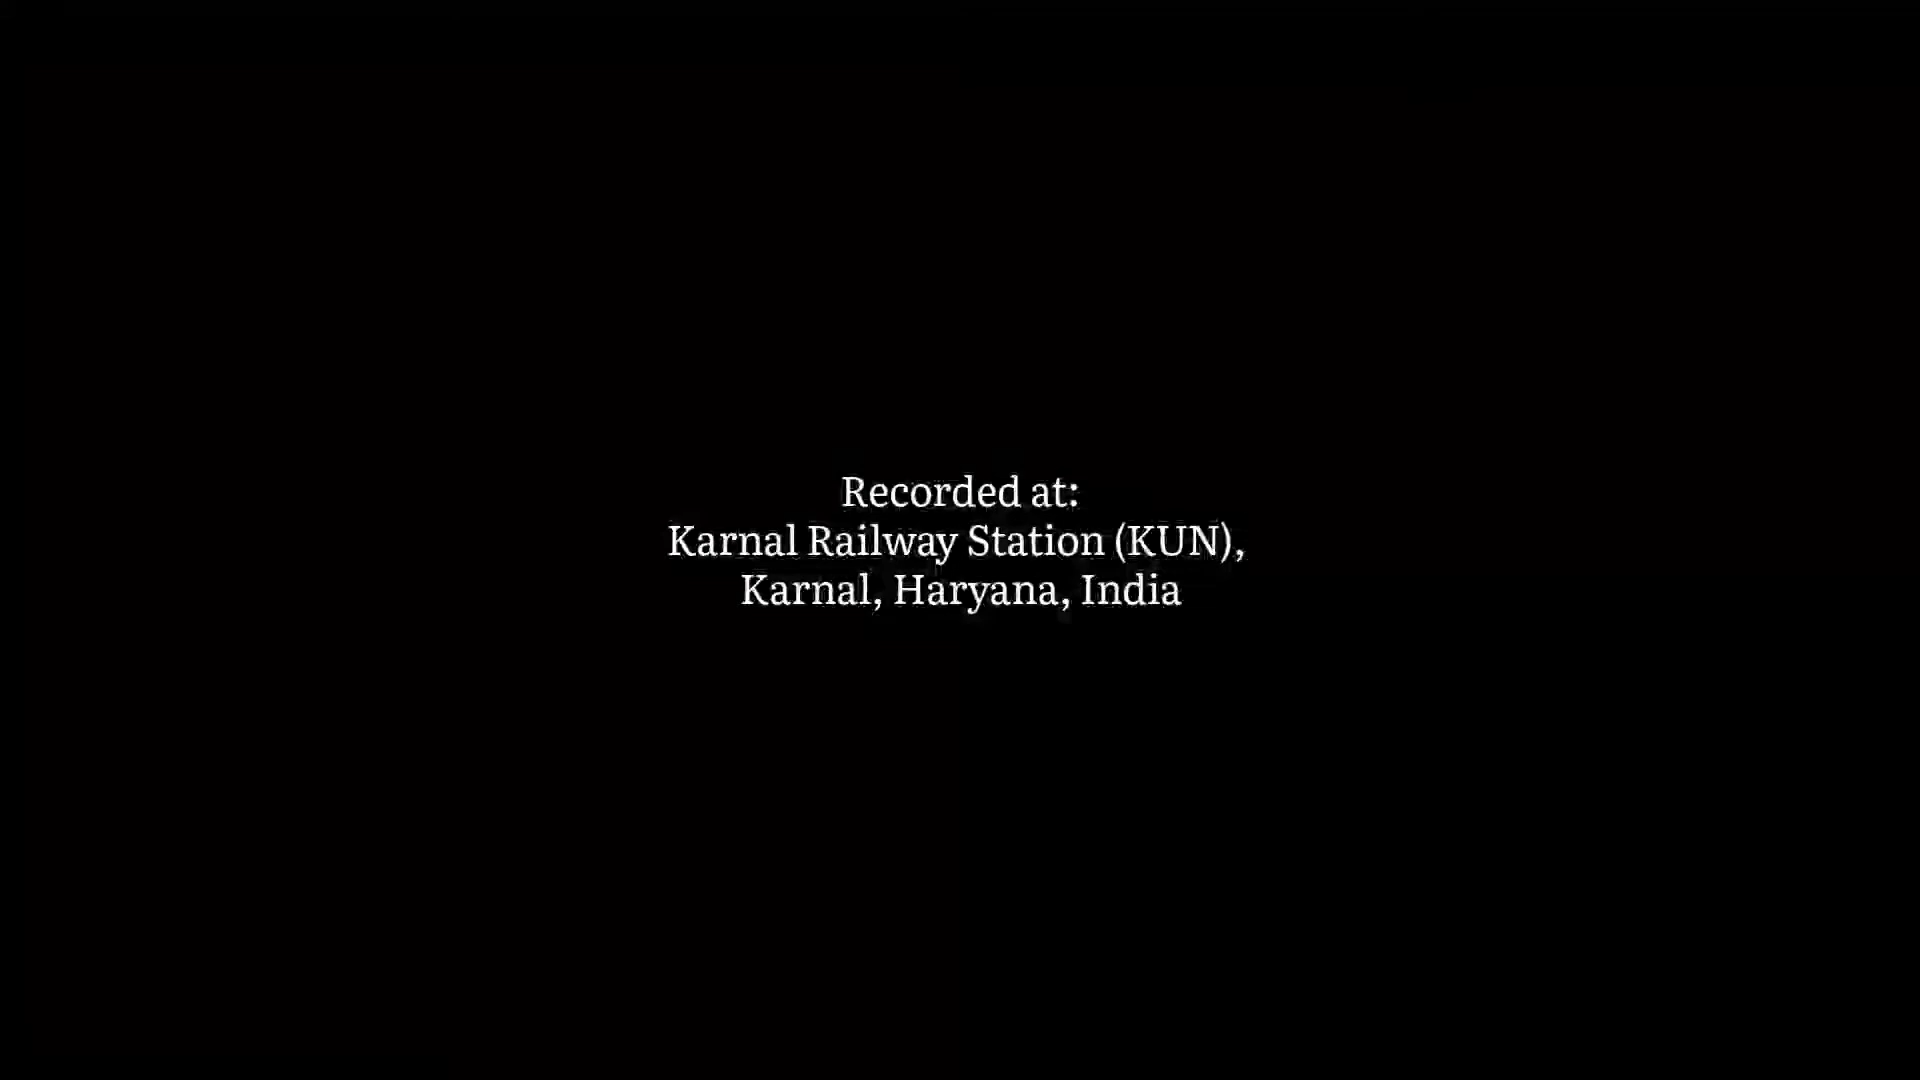 Recorded at:
Karnal Railway Station (KUN),
Karnal, Haryana, India